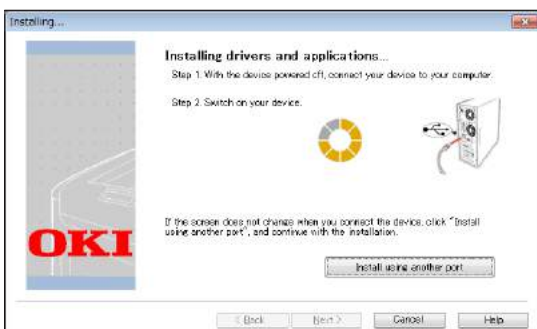 Installing...
Installing drivers and applications...
Step 1. With the device powered off, connect your device to your computer.
Step 2. Switch on your device.
If the screen does not change when you connect the device, click "Install
using another port", and continue with the installation.
OKI
Install using another port
< Back
Next >
Cancel
Help